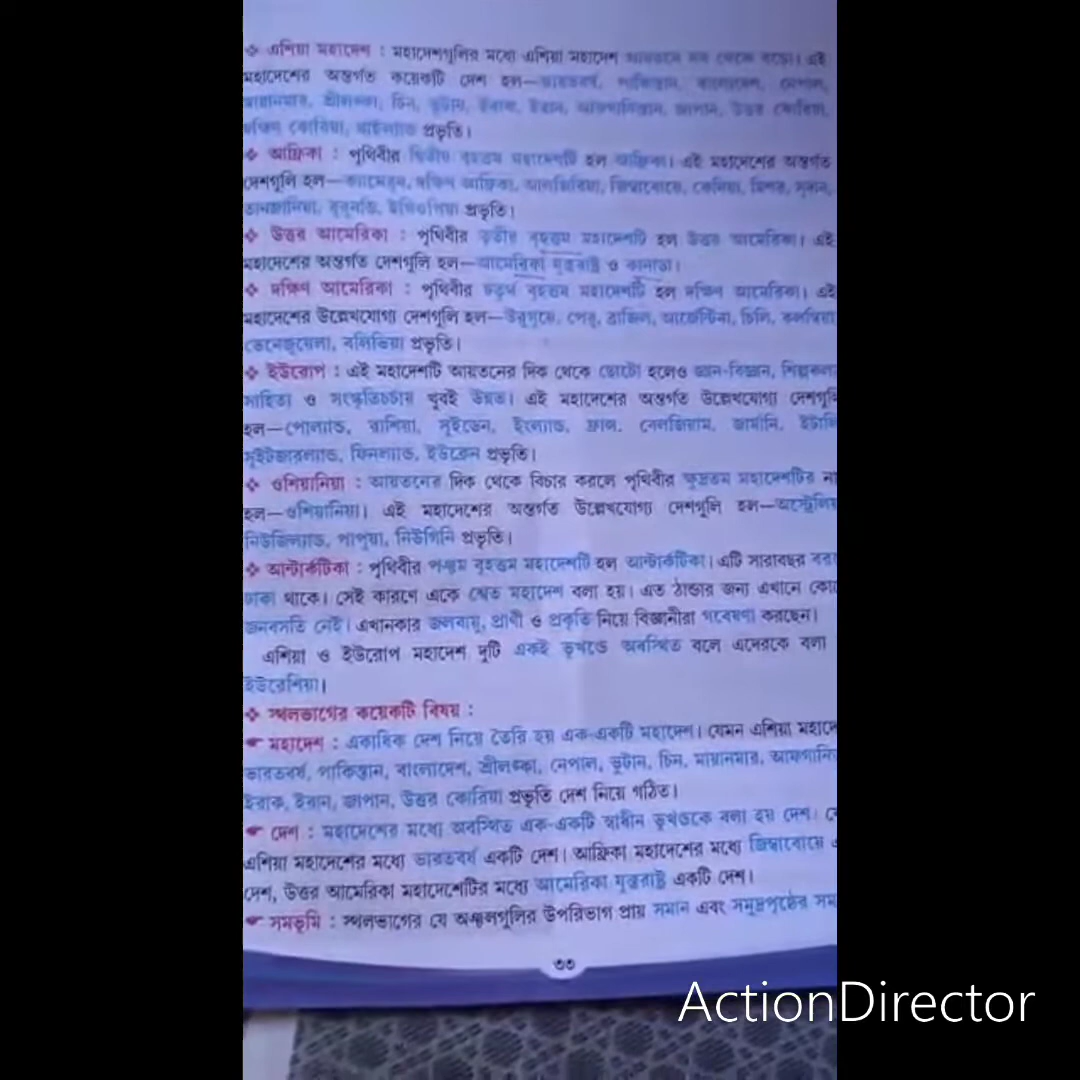 ❖ এশিয়া মহাদেশ : মহাদেশগুলির মধ্যে এশিয়া মহাদেশ আয়তনে সব থেকে বড়ো। এই
মহাদেশের অন্তর্গত কয়েকটি দেশ হল—ভারতবর্ষ, পাকিস্তান, বাংলাদেশ, নেপাল,
মায়ানমার, শ্রীলঙ্কা, চিন, ভুটান, ইরাক, ইরান, আফগানিস্তান, জাপান, উত্তর কোরিয়া,
দক্ষিণ কোরিয়া, থাইল্যান্ড প্রভৃতি।
❖ আফ্রিকা : পৃথিবীর দ্বিতীয় বৃহত্তম মহাদেশটি হল আফ্রিকা। এই মহাদেশের অন্তর্গত
দেশগুলি হল—ক্যামেরুন, দক্ষিণ আফ্রিকা, আলজিরিয়া, জিম্বাবোয়ে, কেনিয়া, মিশর, সুদান,
তানজানিয়া, বুরুন্ডি, ইথিওপিয়া প্রভৃতি।
❖ উত্তর আমেরিকা : পৃথিবীর তৃতীয় বৃহত্তম মহাদেশটি হল উত্তর আমেরিকা। এই
মহাদেশের অন্তর্গত দেশগুলি হল—আমেরিকা যুক্তরাষ্ট্র ও কানাডা।
❖ দক্ষিণ আমেরিকা : পৃথিবীর চতুর্থ বৃহত্তম মহাদেশটি হল দক্ষিণ আমেরিকা। এই
মহাদেশের উল্লেখযোগ্য দেশগুলি হল—উরুগুয়ে, পেরু, ব্রাজিল, আর্জেন্টিনা, চিলি, কলম্বিয়া
ভেনেজুয়েলা, বলিভিয়া প্রভৃতি।
❖ ইউরোপ : এই মহাদেশটি আয়তনের দিক থেকে ছোটো হলেও জ্ঞান-বিজ্ঞান, শিল্পকলা
সাহিত্য ও সংস্কৃতিচর্চায় খুবই উন্নত। এই মহাদেশের অন্তর্গত উল্লেখযোগ্য দেশগুলি
হল—পোল্যান্ড, রাশিয়া, সুইডেন, ইংল্যান্ড, ফ্রান্স, বেলজিয়াম, জার্মানি, ইটালি
সুইটজারল্যান্ড, ফিনল্যান্ড, ইউক্রেন প্রভৃতি।
❖ ওশিয়ানিয়া : আয়তনের দিক থেকে বিচার করলে পৃথিবীর ক্ষুদ্রতম মহাদেশটির না
হল—ওশিয়ানিয়া। এই মহাদেশের অন্তর্গত উল্লেখযোগ্য দেশগুলি হল—অস্ট্রেলিয়
নিউজিল্যান্ড, পাপুয়া, নিউগিনি প্রভৃতি।
❖ আন্টার্কটিকা : পৃথিবীর পঞ্চম বৃহত্তম মহাদেশটি হল আন্টার্কটিকা। এটি সারাবছর বর
ঢাকা থাকে। সেই কারণে একে শ্বেত মহাদেশ বলা হয়। এত ঠান্ডার জন্য এখানে কো
জনবসতি নেই। এখানকার জলবায়ু, প্রাণী ও প্রকৃতি নিয়ে বিজ্ঞানীরা গবেষণা করছেন।
এশিয়া ও ইউরোপ মহাদেশ দুটি একই ভূখণ্ডে অবস্থিত বলে এদেরকে বলা
ইউরেশিয়া।
❖ স্থলভাগের কয়েকটি বিষয় :
☛ মহাদেশ : একাধিক দেশ নিয়ে তৈরি হয় এক-একটি মহাদেশ। যেমন এশিয়া মহাদে
ভারতবর্ষ, পাকিস্তান, বাংলাদেশ, শ্রীলঙ্কা, নেপাল, ভুটান, চিন, মায়ানমার, আফগানি
ইরাক, ইরান, জাপান, উত্তর কোরিয়া প্রভৃতি দেশ নিয়ে গঠিত।
☛ দেশ : মহাদেশের মধ্যে অবস্থিত এক-একটি স্বাধীন ভূখণ্ডকে বলা হয় দেশ।
এশিয়া মহাদেশের মধ্যে ভারতবর্ষ একটি দেশ। আফ্রিকা মহাদেশের মধ্যে জিম্বাবোয়ে এ
দেশ, উত্তর আমেরিকা মহাদেশেটির মধ্যে আমেরিকা যুক্তরাষ্ট্র একটি দেশ।
☛ সমভূমি : স্থলভাগের যে অঞ্চলগুলির উপরিভাগ প্রায় সমান এবং সমুদ্রপৃষ্ঠের সম
৩৩
ActionDirector